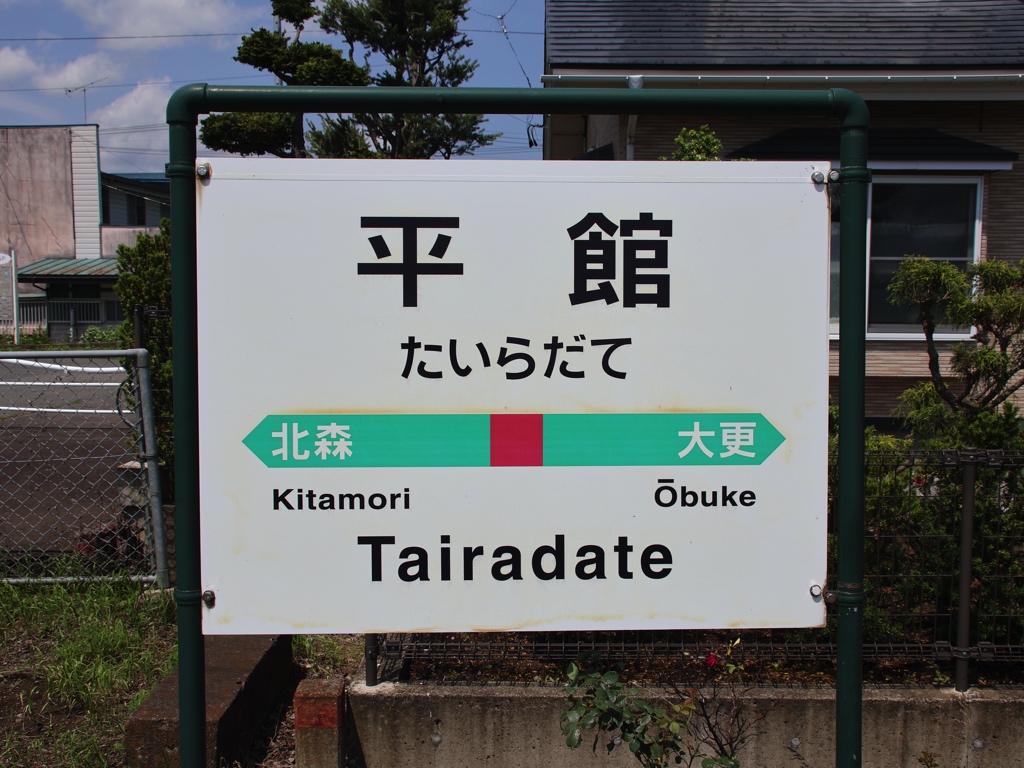 平館
たいらだて
北森 大更
Kitamori Ōbuke
Tairadate